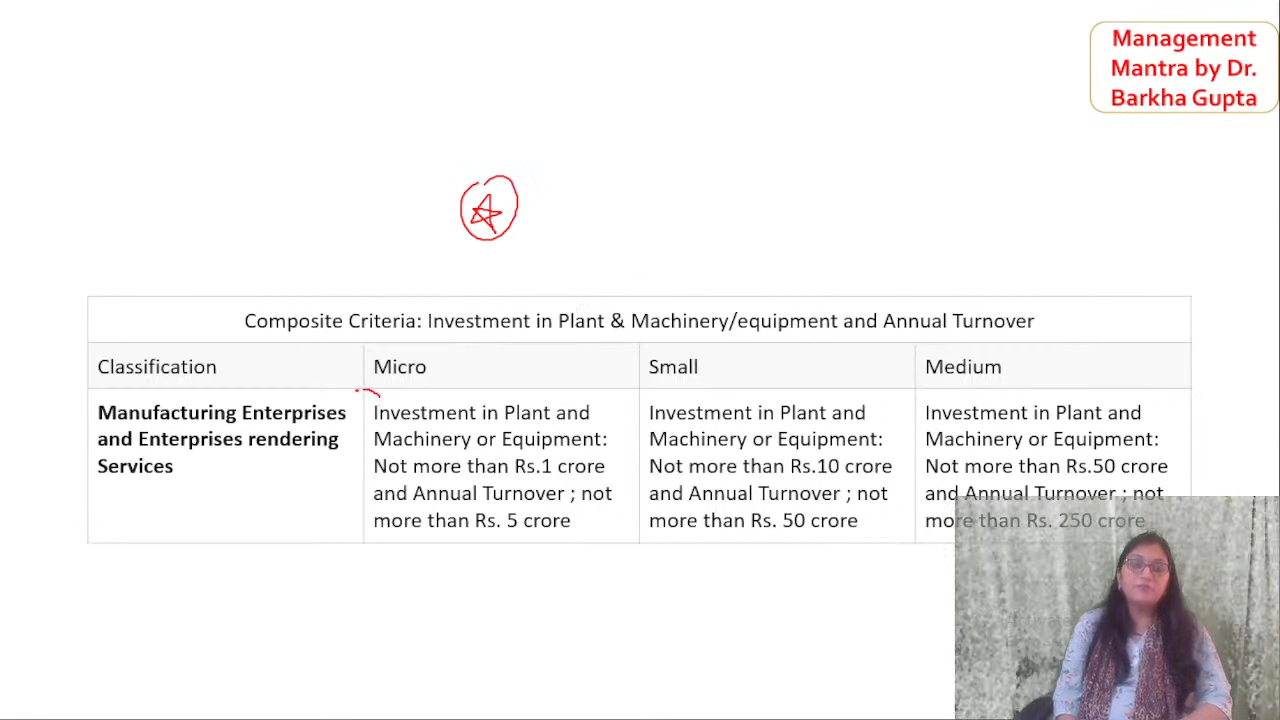 Management
Mantra by Dr.
Barkha Gupta
Composite Criteria: Investment in Plant & Machinery/equipment and Annual Turnover
Classification
Micro
Small
Medium
Manufacturing Enterprises
and Enterprises rendering
Services
Investment in Plant and
Machinery or Equipment:
Not more than Rs.1 crore
and Annual Turnover ; not
more than Rs. 5 crore
Investment in Plant and
Machinery or Equipment:
Not more than Rs.10 crore
and Annual Turnover ; not
more than Rs. 50 crore
Investment in Plant and
Machinery or Equipment:
Not more than Rs.50 crore
and Annual Turnover ; not
more than Rs. 250 crore